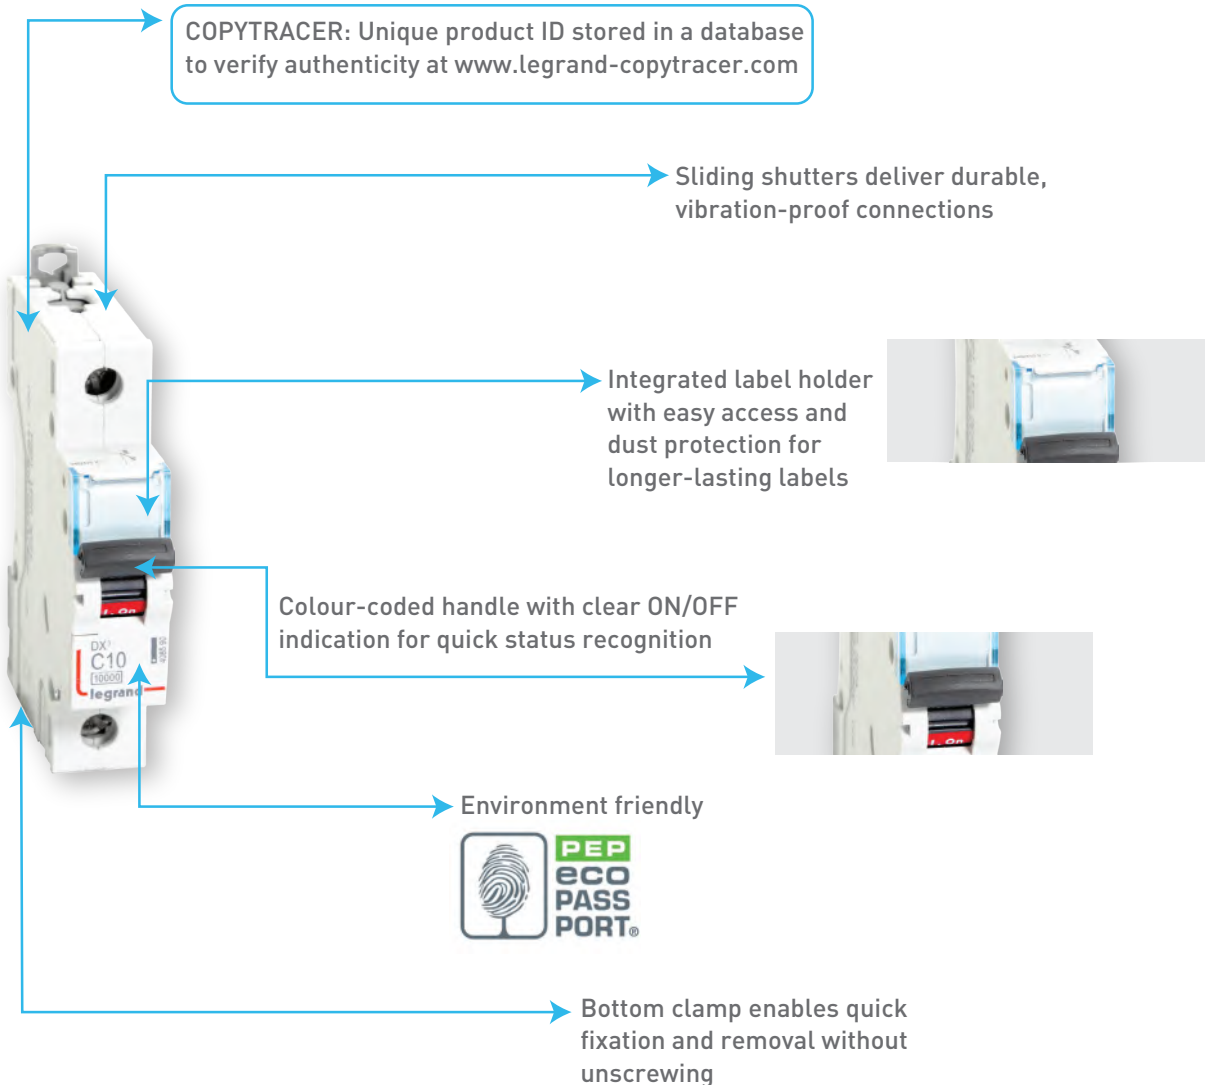 COPYTRACER: Unique product ID stored in a database
to verify authenticity at www.legrand-copytracer.com
Sliding shutters deliver durable,
vibration-proof connections
Integrated label holder
with easy access and
dust protection for
longer-lasting labels
Colour-coded handle with clear ON/OFF
indication for quick status recognition
I. On
DX³
C10
10000
legrand
I. On
Environment friendly
PEP
eco
PASS
PORT®
Bottom clamp enables quick
fixation and removal without
unscrewing